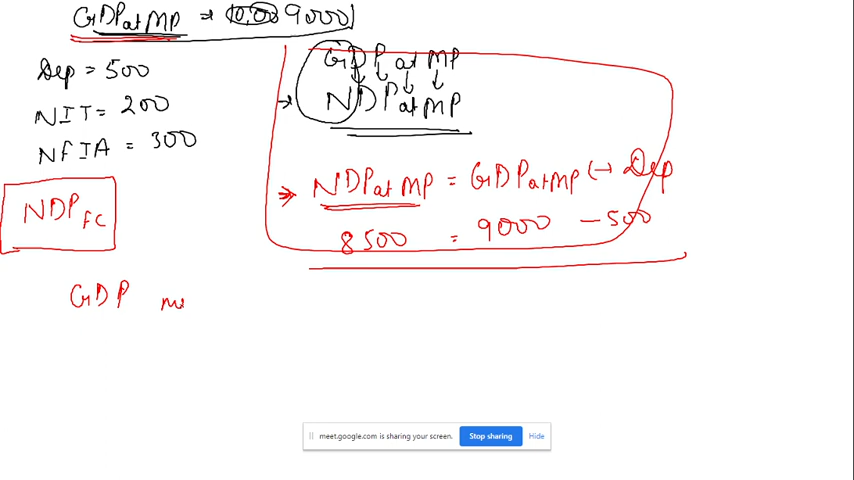 GDP at MP → 9000
Dep = 500
NIT = 200
NFIA = 300
NDP FC
GDP at MP
→ NDP at MP
→ NDP at MP = GDP at MP (-) Dep
8500 = 9000 - 500
GDP m
meet.google.com is sharing your screen. Stop sharing Hide